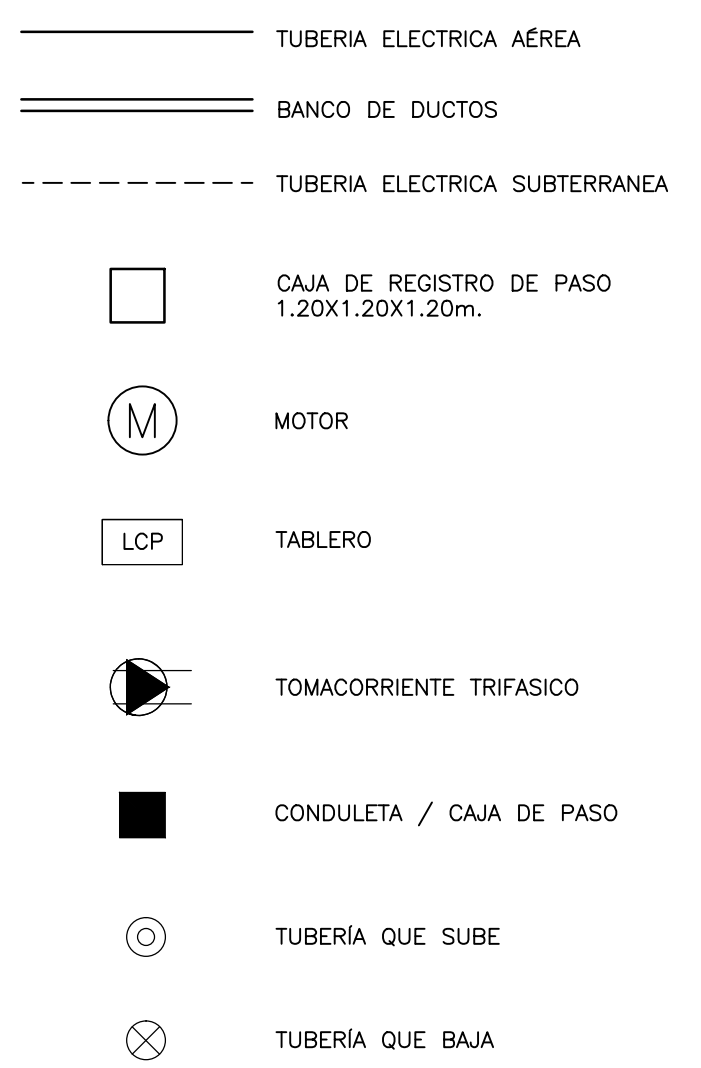 TUBERIA ELECTRICA AÉREA
BANCO DE DUCTOS
TUBERIA ELECTRICA SUBTERRANEA
CAJA DE REGISTRO DE PASO
1.20X1.20X1.20m.
M
MOTOR
LCP
TABLERO
TOMACORRIENTE TRIFASICO
CONDULETA / CAJA DE PASO
TUBERÍA QUE SUBE
TUBERÍA QUE BAJA